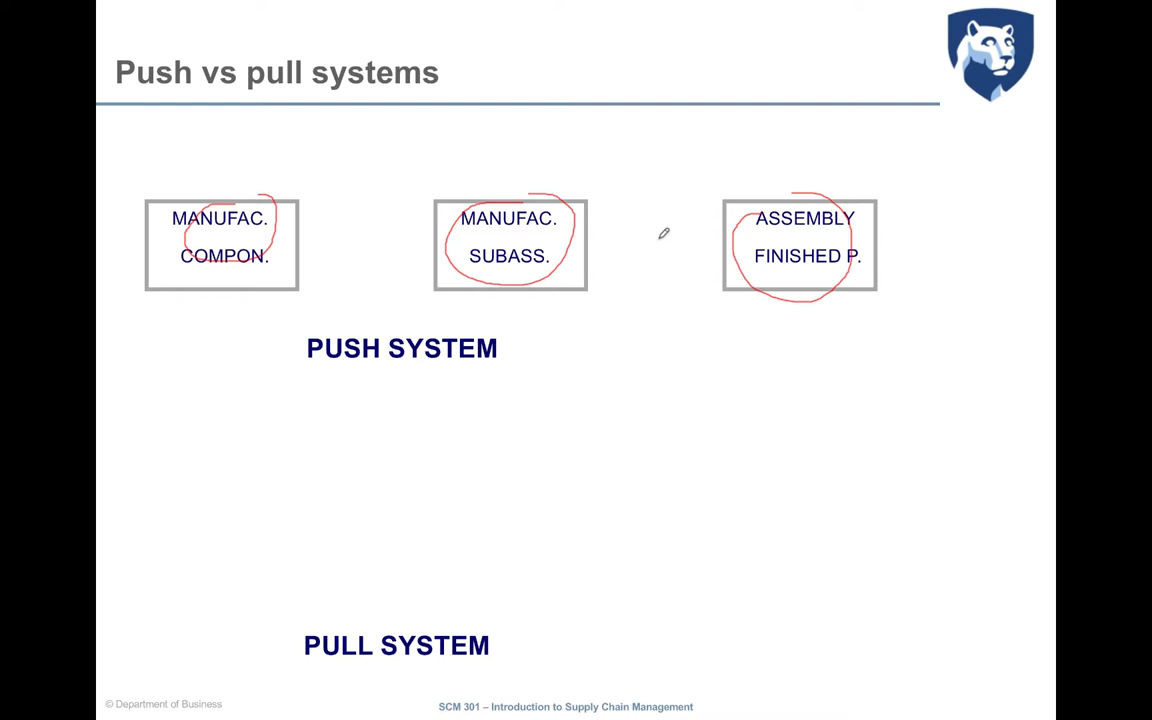 Push vs pull systems
MANUFAC.
COMPON.
MANUFAC.
SUBASS.
ASSEMBLY
FINISHED P.
PUSH SYSTEM
PULL SYSTEM
© Department of Business
SCM 301 – Introduction to Supply Chain Management